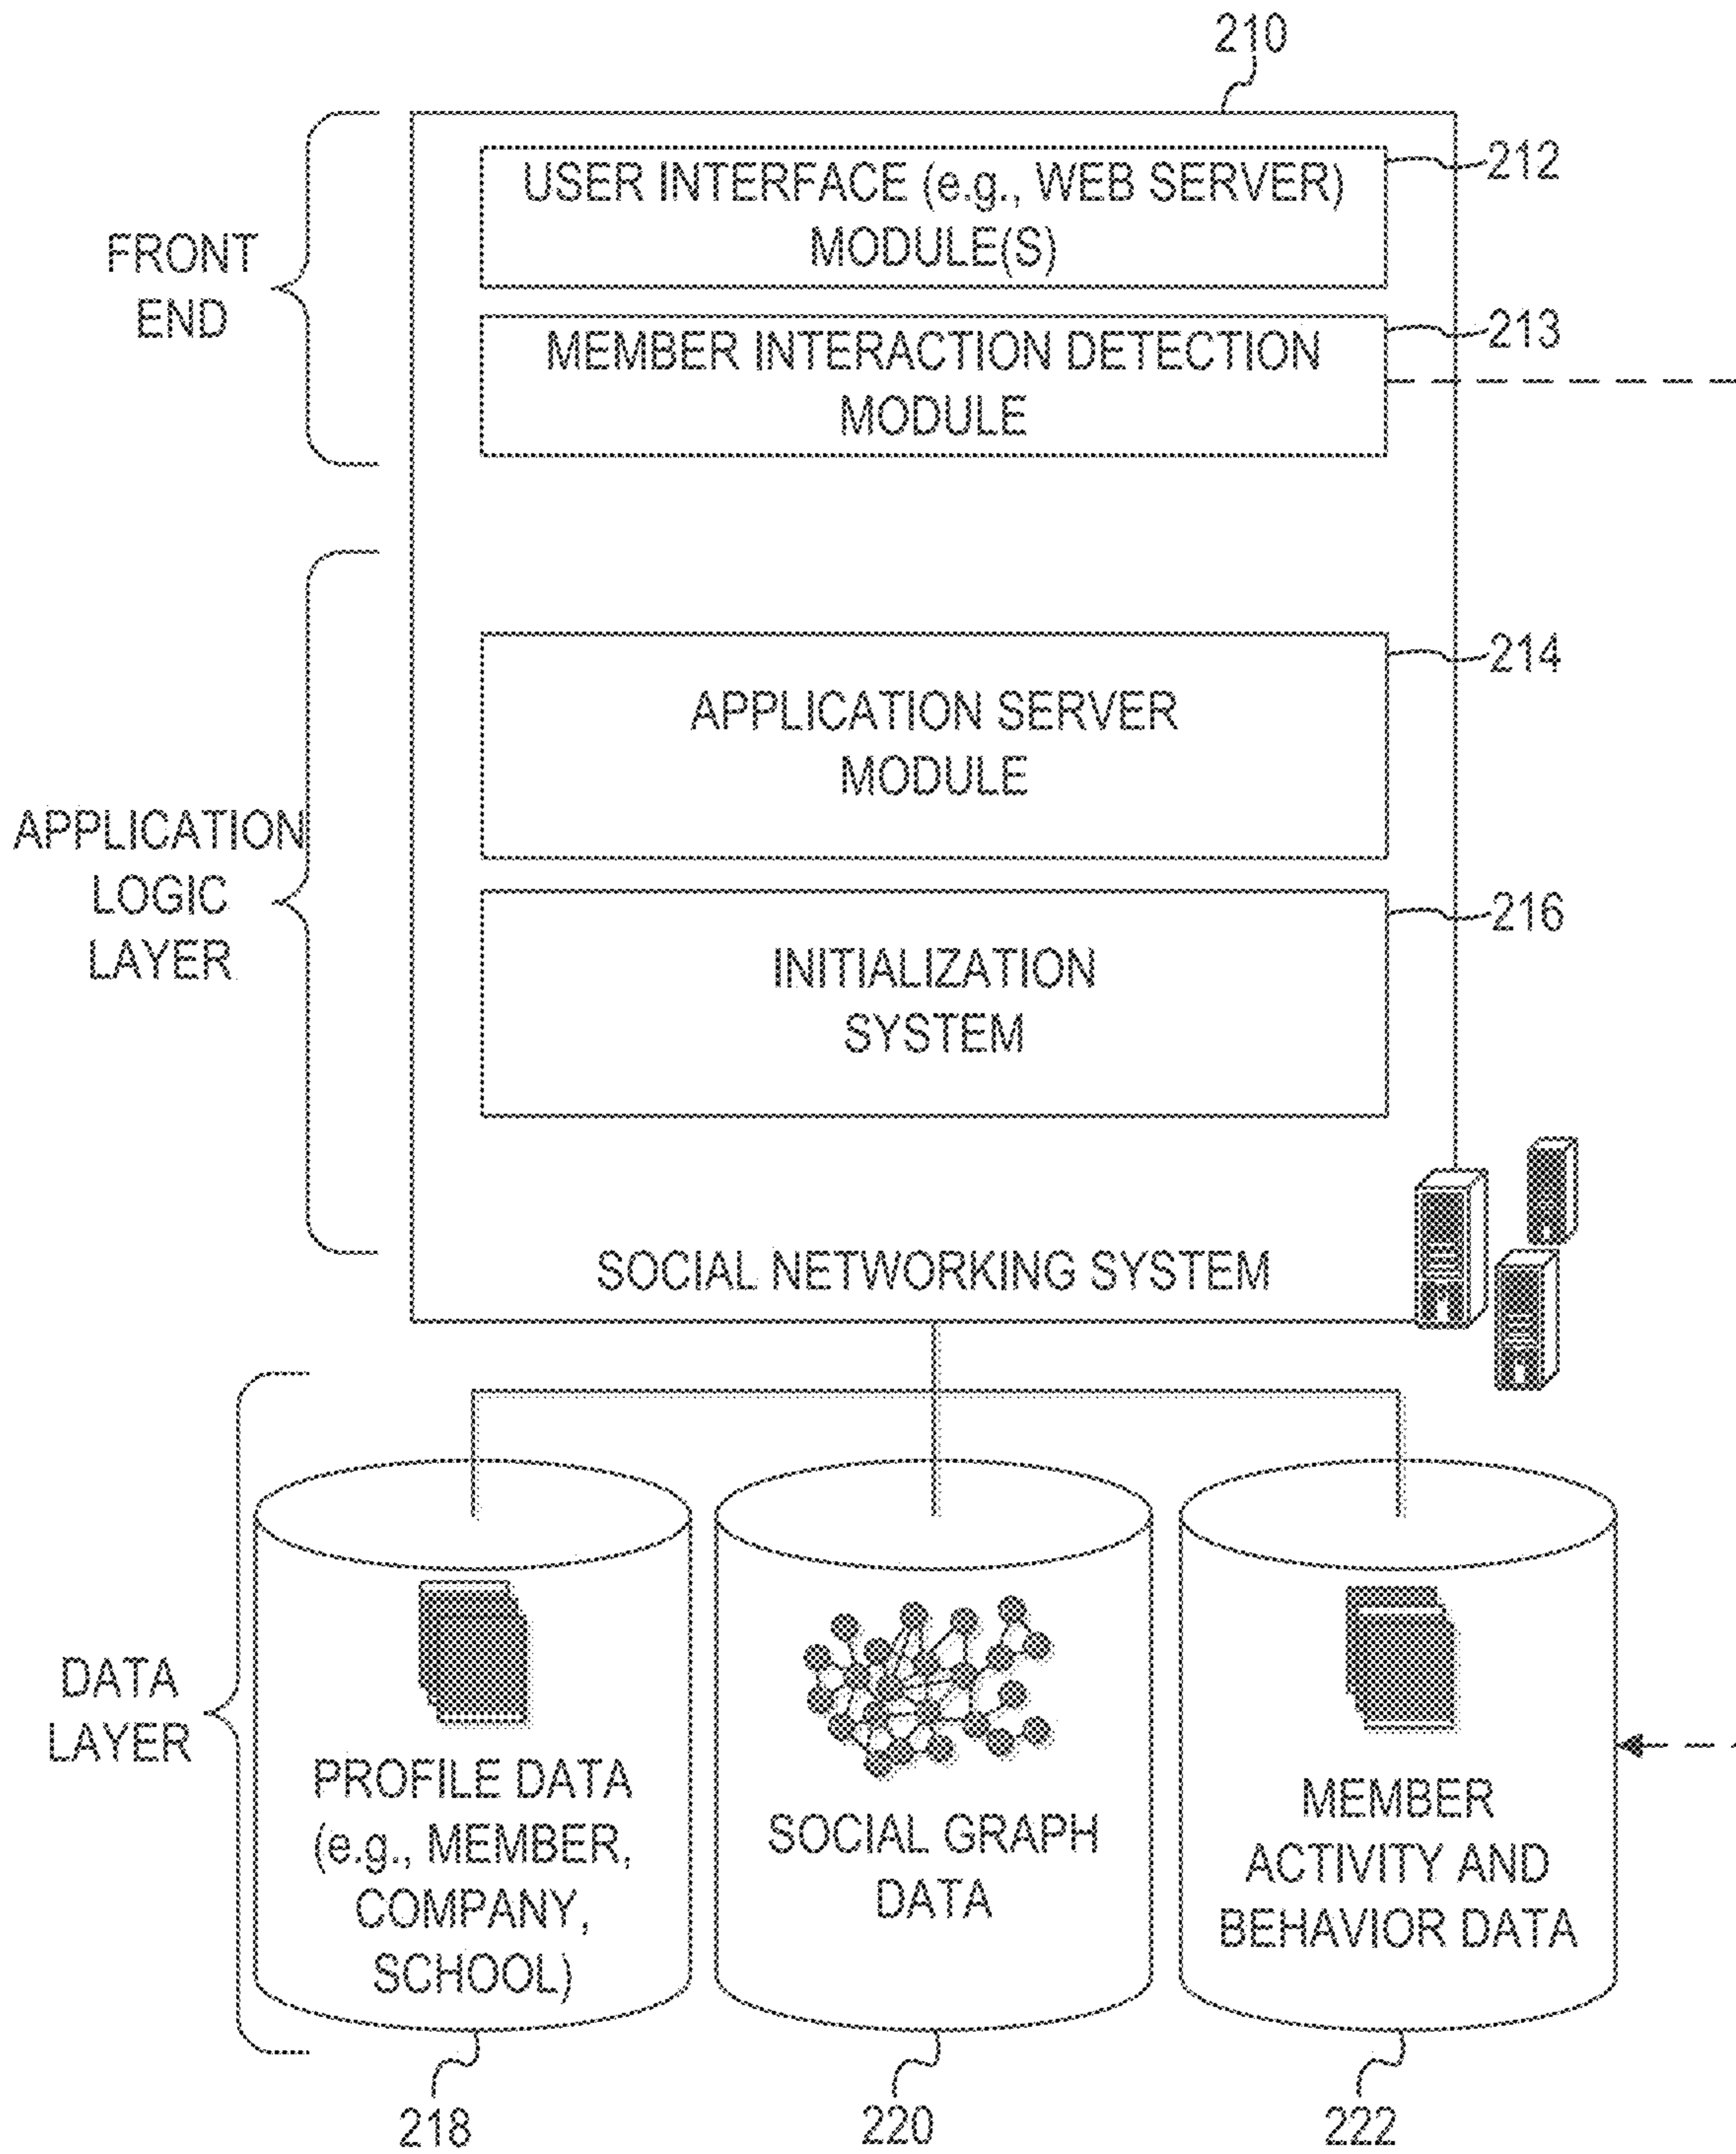 210
USER INTERFACE (e.g., WEB SERVER)
MODULE(S)
212
FRONT
END
MEMBER INTERACTION DETECTION
MODULE
213
APPLICATION SERVER
MODULE
214
APPLICATION
LOGIC
LAYER
INITIALIZATION
SYSTEM
216
SOCIAL NETWORKING SYSTEM
DATA
LAYER
PROFILE DATA
(e.g., MEMBER,
COMPANY,
SCHOOL)
SOCIAL GRAPH
DATA
MEMBER
ACTIVITY AND
BEHAVIOR DATA
218
220
222